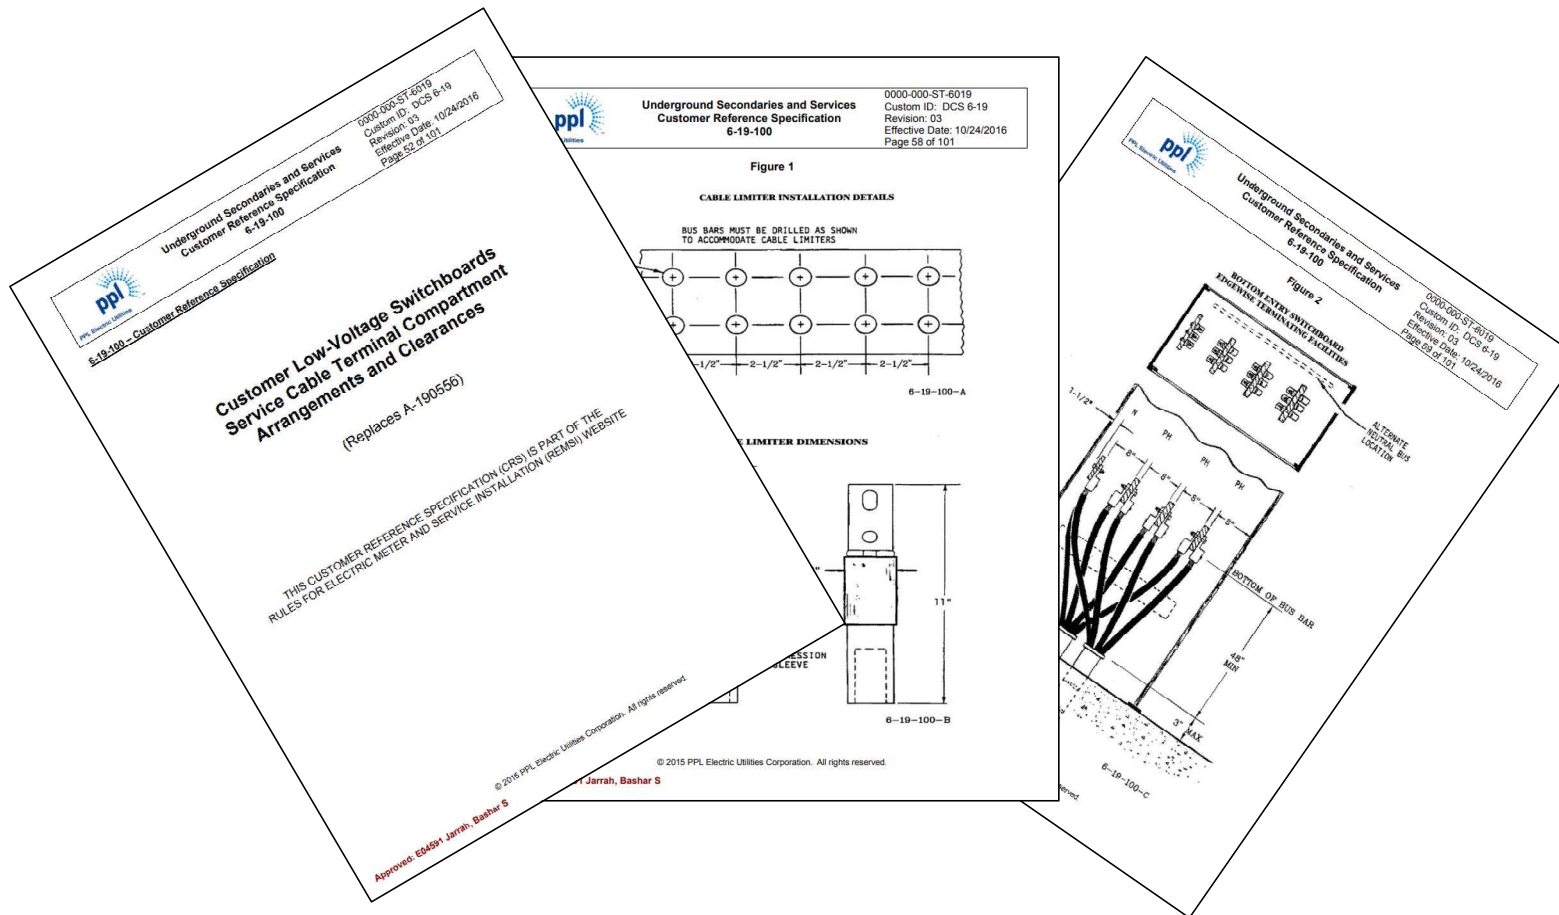 ppl
PPL Electric Utilities
Underground Secondaries and Services
Customer Reference Specification
6-19-100
0000-000-ST-6019
Custom ID: DCS 6-19
Revision: 03
Effective Date: 10/24/2016
Page 52 of 101
6-19-100 – Customer Reference Specification
Customer Low-Voltage Switchboards
Service Cable Terminal Compartment
Arrangements and Clearances
(Replaces A-190556)
THIS CUSTOMER REFERENCE SPECIFICATION (CRS) IS PART OF THE
RULES FOR ELECTRIC METER AND SERVICE INSTALLATION (REMSI) WEBSITE
Approved: E04591 Jarrah, Bashar S
ppl
Utilities
Underground Secondaries and Services
Customer Reference Specification
6-19-100
0000-000-ST-6019
Custom ID: DCS 6-19
Revision: 03
Effective Date: 10/24/2016
Page 58 of 101
Figure 1
CABLE LIMITER INSTALLATION DETAILS
BUS BARS MUST BE DRILLED AS SHOWN
TO ACCOMMODATE CABLE LIMITERS
2-1/2" 2-1/2" 2-1/2"
6-19-100-A
LIMITER DIMENSIONS
11"
6-19-100-B
© 2015 PPL Electric Utilities Corporation. All rights reserved.
Jarrah, Bashar S
ppl
PPL Electric Utilities
Underground Secondaries and Services
Customer Reference Specification
6-19-100
0000-000-ST-6019
Custom ID: DCS 6-19
Revision: 03
Effective Date: 10/24/2016
Page 59 of 101
Figure 2
BOTTOM ENTRY SWITCHBOARD
EDGEWISE TERMINATING FACILITIES
ALTERNATE
NEUTRAL BUS
LOCATION
1-1/2"
N PH PH PH
8" 8" 8" 8"
BOTTOM OF BUS BAR
48"
MIN
3" MAX
6-19-100-C